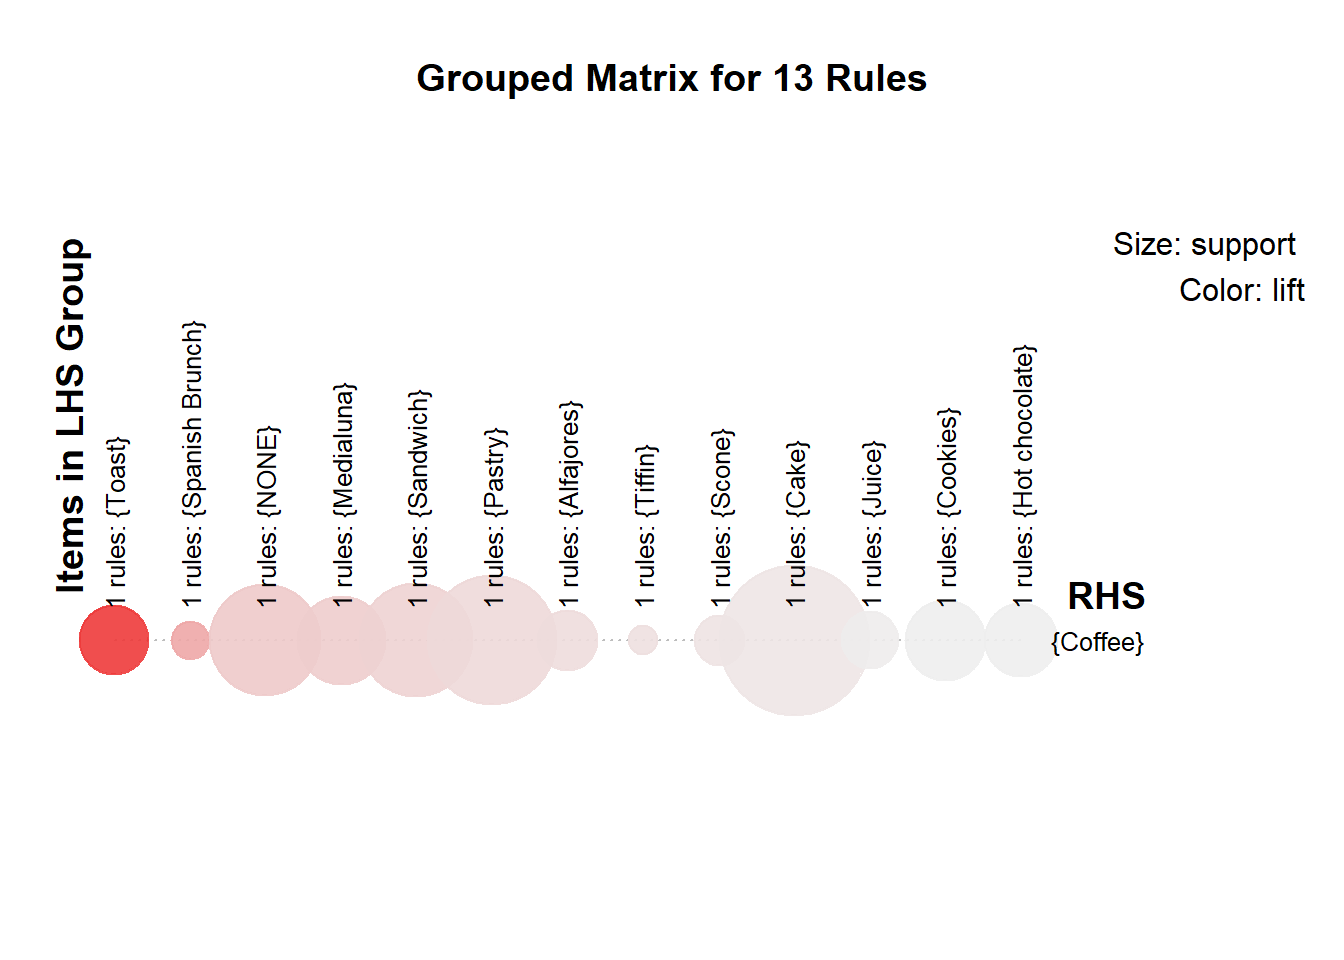 Grouped Matrix for 13 Rules
Size: support
Color: lift
Items in LHS Group
1 rules: {Toast}
1 rules: {Spanish Brunch}
1 rules: {NONE}
1 rules: {Medialuna}
1 rules: {Sandwich}
1 rules: {Pastry}
1 rules: {Alfajores}
1 rules: {Tiffin}
1 rules: {Scone}
1 rules: {Cake}
1 rules: {Juice}
1 rules: {Cookies}
1 rules: {Hot chocolate}
RHS
{Coffee}